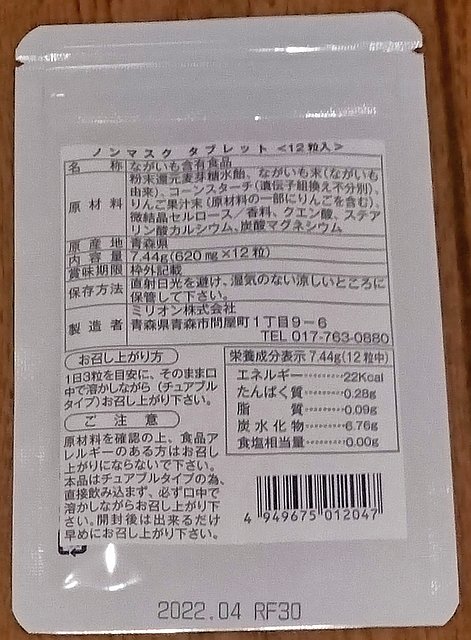 ノンマスク タブレット <12粒入>
名 称 ながいも含有食品
原材料 粉末還元麦芽糖水飴、ながいも末(ながいも
由来)、コーンスターチ(遺伝子組換え不分別)、
りんご果汁末(原材料の一部にりんごを含む)、
微結晶セルロース/香料、クエン酸、ステア
リン酸カルシウム、炭酸マグネシウム
原産地 青森県
内容量 7.44g(620㎎×12粒)
賞味期限 枠外記載
保存方法 直射日光を避け、湿気のない涼しいところに
保管して下さい。
製造者 ミリオン株式会社
青森県青森市問屋町1丁目9-6
TEL 017-763-0880
お召し上がり方
1日3粒を目安に、そのまま口
中で溶かしながら(チュアブル
タイプ)お召し上がり下さい。
ご注意
原材料を確認の上、食品ア
レルギーのある方はお召し
上がりにならないで下さい。
本品はチュアブルタイプの為、
直接飲み込まず、必ず口中で
溶かしながらお召し上がり下
さい。開封後は出来るだけ
早めにお召し上がり下さい。
栄養成分表示 7.44g(12粒中)
エネルギー………22Kcal
たんぱく質………0.28g
脂 質………0.09g
炭水化物………6.76g
食塩相当量………0.00g
4 949675 012047
2022.04 RF30